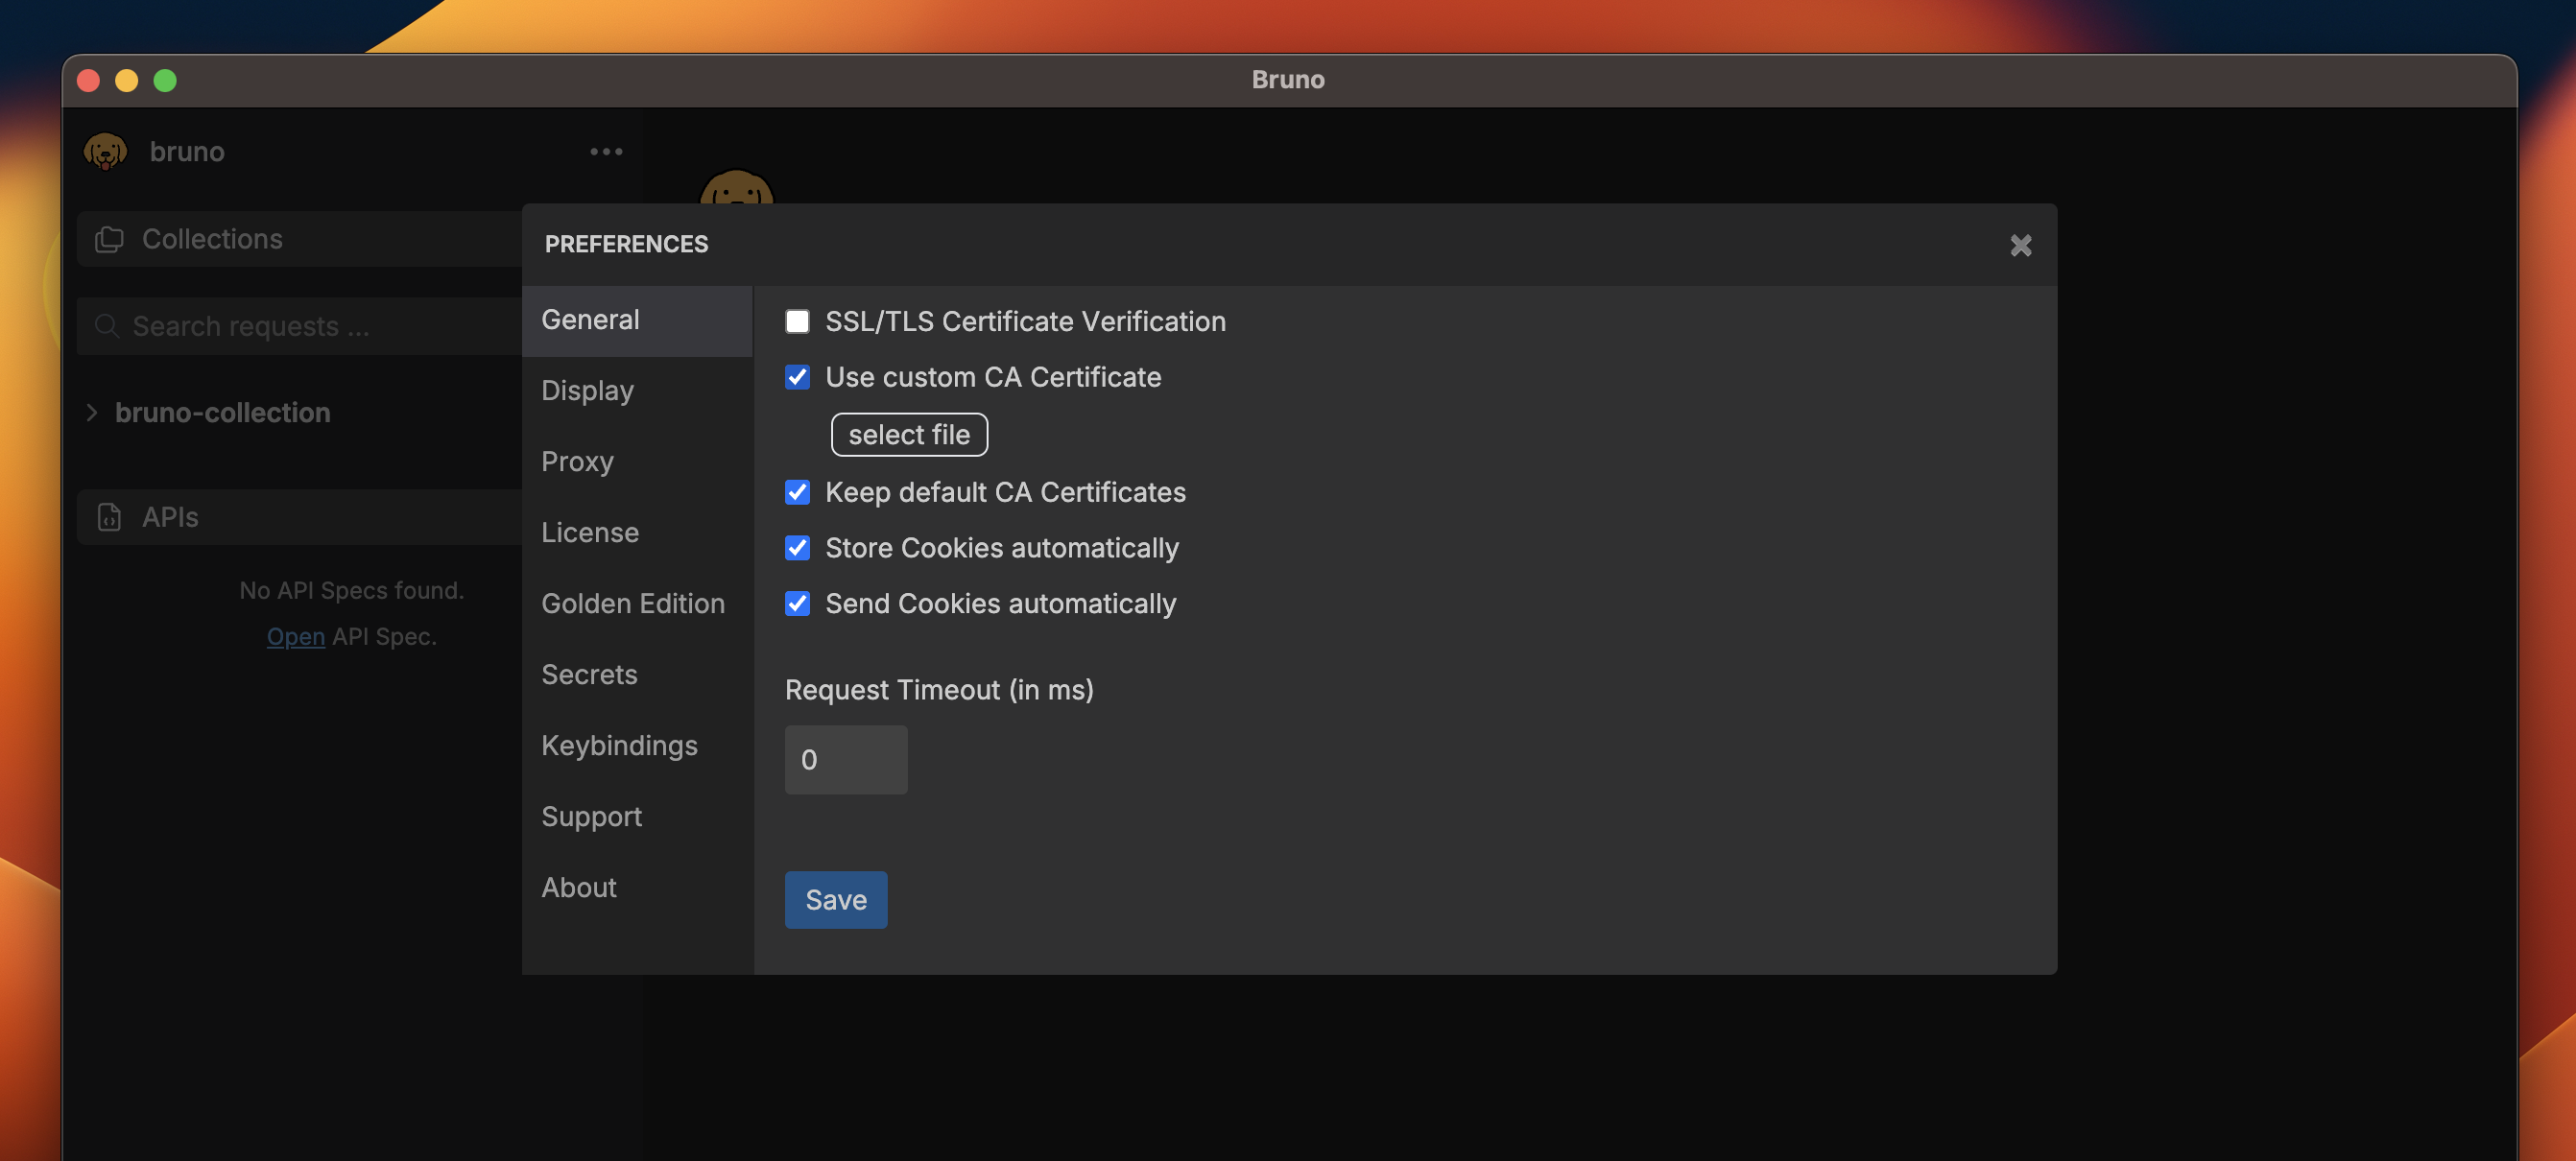 Bruno
bruno
Collections
Search requests ...
bruno-collection
APIs
No API Specs found.
Open API Spec.
PREFERENCES
General
Display
Proxy
License
Golden Edition
Secrets
Keybindings
Support
About
SSL/TLS Certificate Verification
Use custom CA Certificate
select file
Keep default CA Certificates
Store Cookies automatically
Send Cookies automatically
Request Timeout (in ms)
0
Save